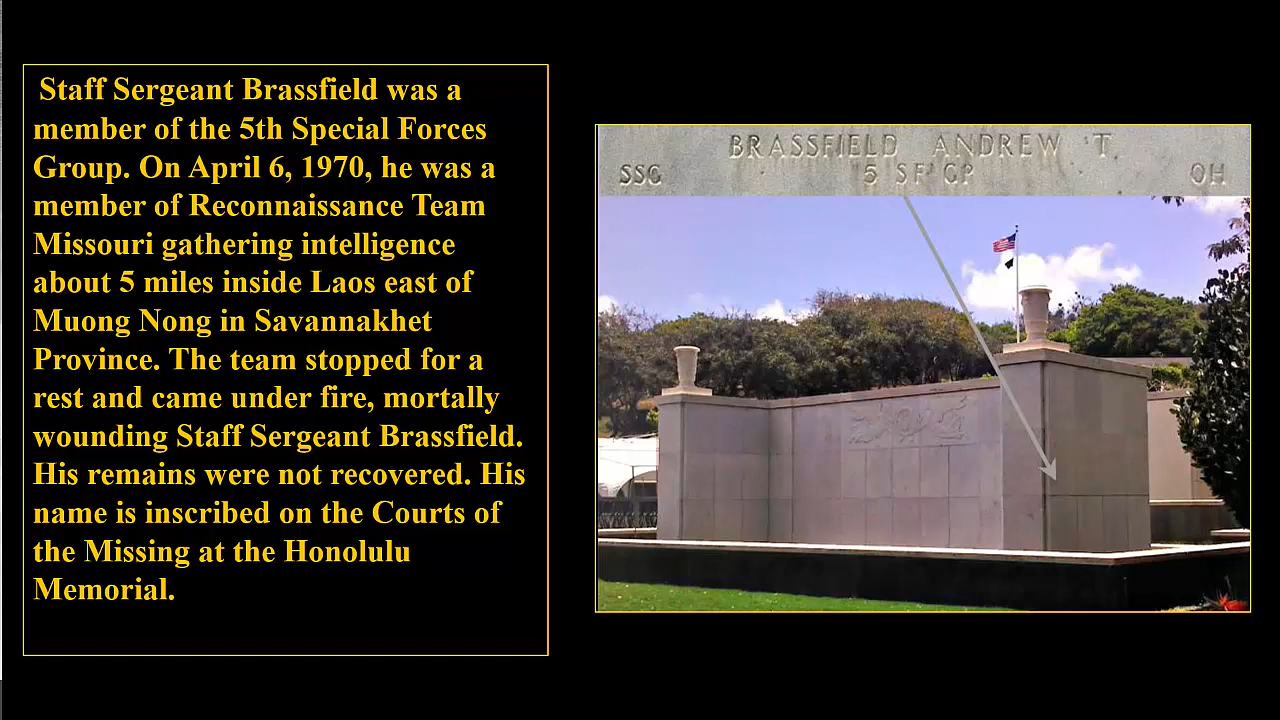 Staff Sergeant Brassfield was a
member of the 5th Special Forces
Group. On April 6, 1970, he was a
member of Reconnaissance Team
Missouri gathering intelligence
about 5 miles inside Laos east of
Muong Nong in Savannakhet
Province. The team stopped for a
rest and came under fire, mortally
wounding Staff Sergeant Brassfield.
His remains were not recovered. His
name is inscribed on the Courts of
the Missing at the Honolulu
Memorial.
BRASSFIELD ANDREW T
SSG 5 SF GP OH